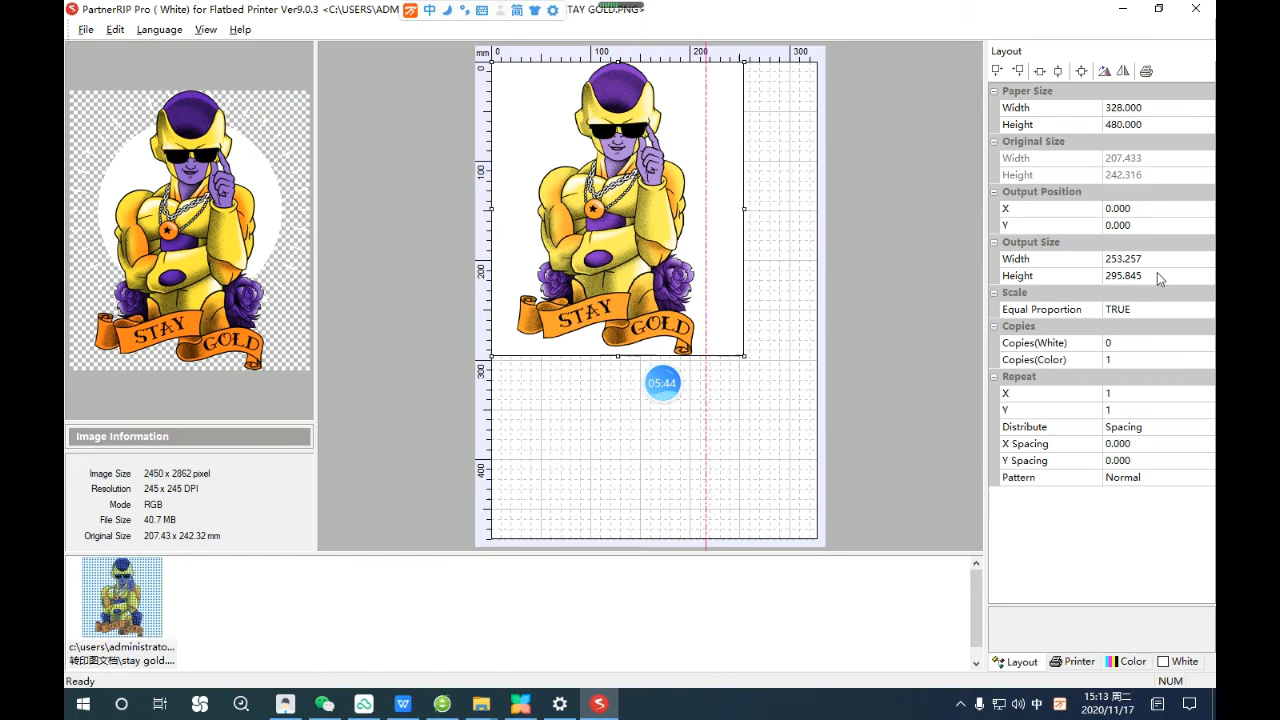 PartnerRIP Pro ( White) for Flatbed Printer Ver9.0.3 <C:\USERS\ADM
中
简
TAY GOLD.PNG>
File Edit Language View Help
mm 0 100 200 300
0
100
200
300
400
STAY
GOLD
STAY
GOLD
05:44
Image Information
Image Size 2450 x 2862 pixel
Resolution 245 x 245 DPI
Mode RGB
File Size 40.7 MB
Original Size 207.43 x 242.32 mm
c:\users\administrato...
转印图文档\stay gold....
Layout
Paper Size
Width 328.000
Height 480.000
Original Size
Width 207.433
Height 242.316
Output Position
X 0.000
Y 0.000
Output Size
Width 253.257
Height 295.845
Scale
Equal Proportion TRUE
Copies
Copies(White) 0
Copies(Color) 1
Repeat
X 1
Y 1
Distribute Spacing
X Spacing 0.000
Y Spacing 0.000
Pattern Normal
Layout Printer Color White
Ready NUM
中 15:13 周二
2020/11/17